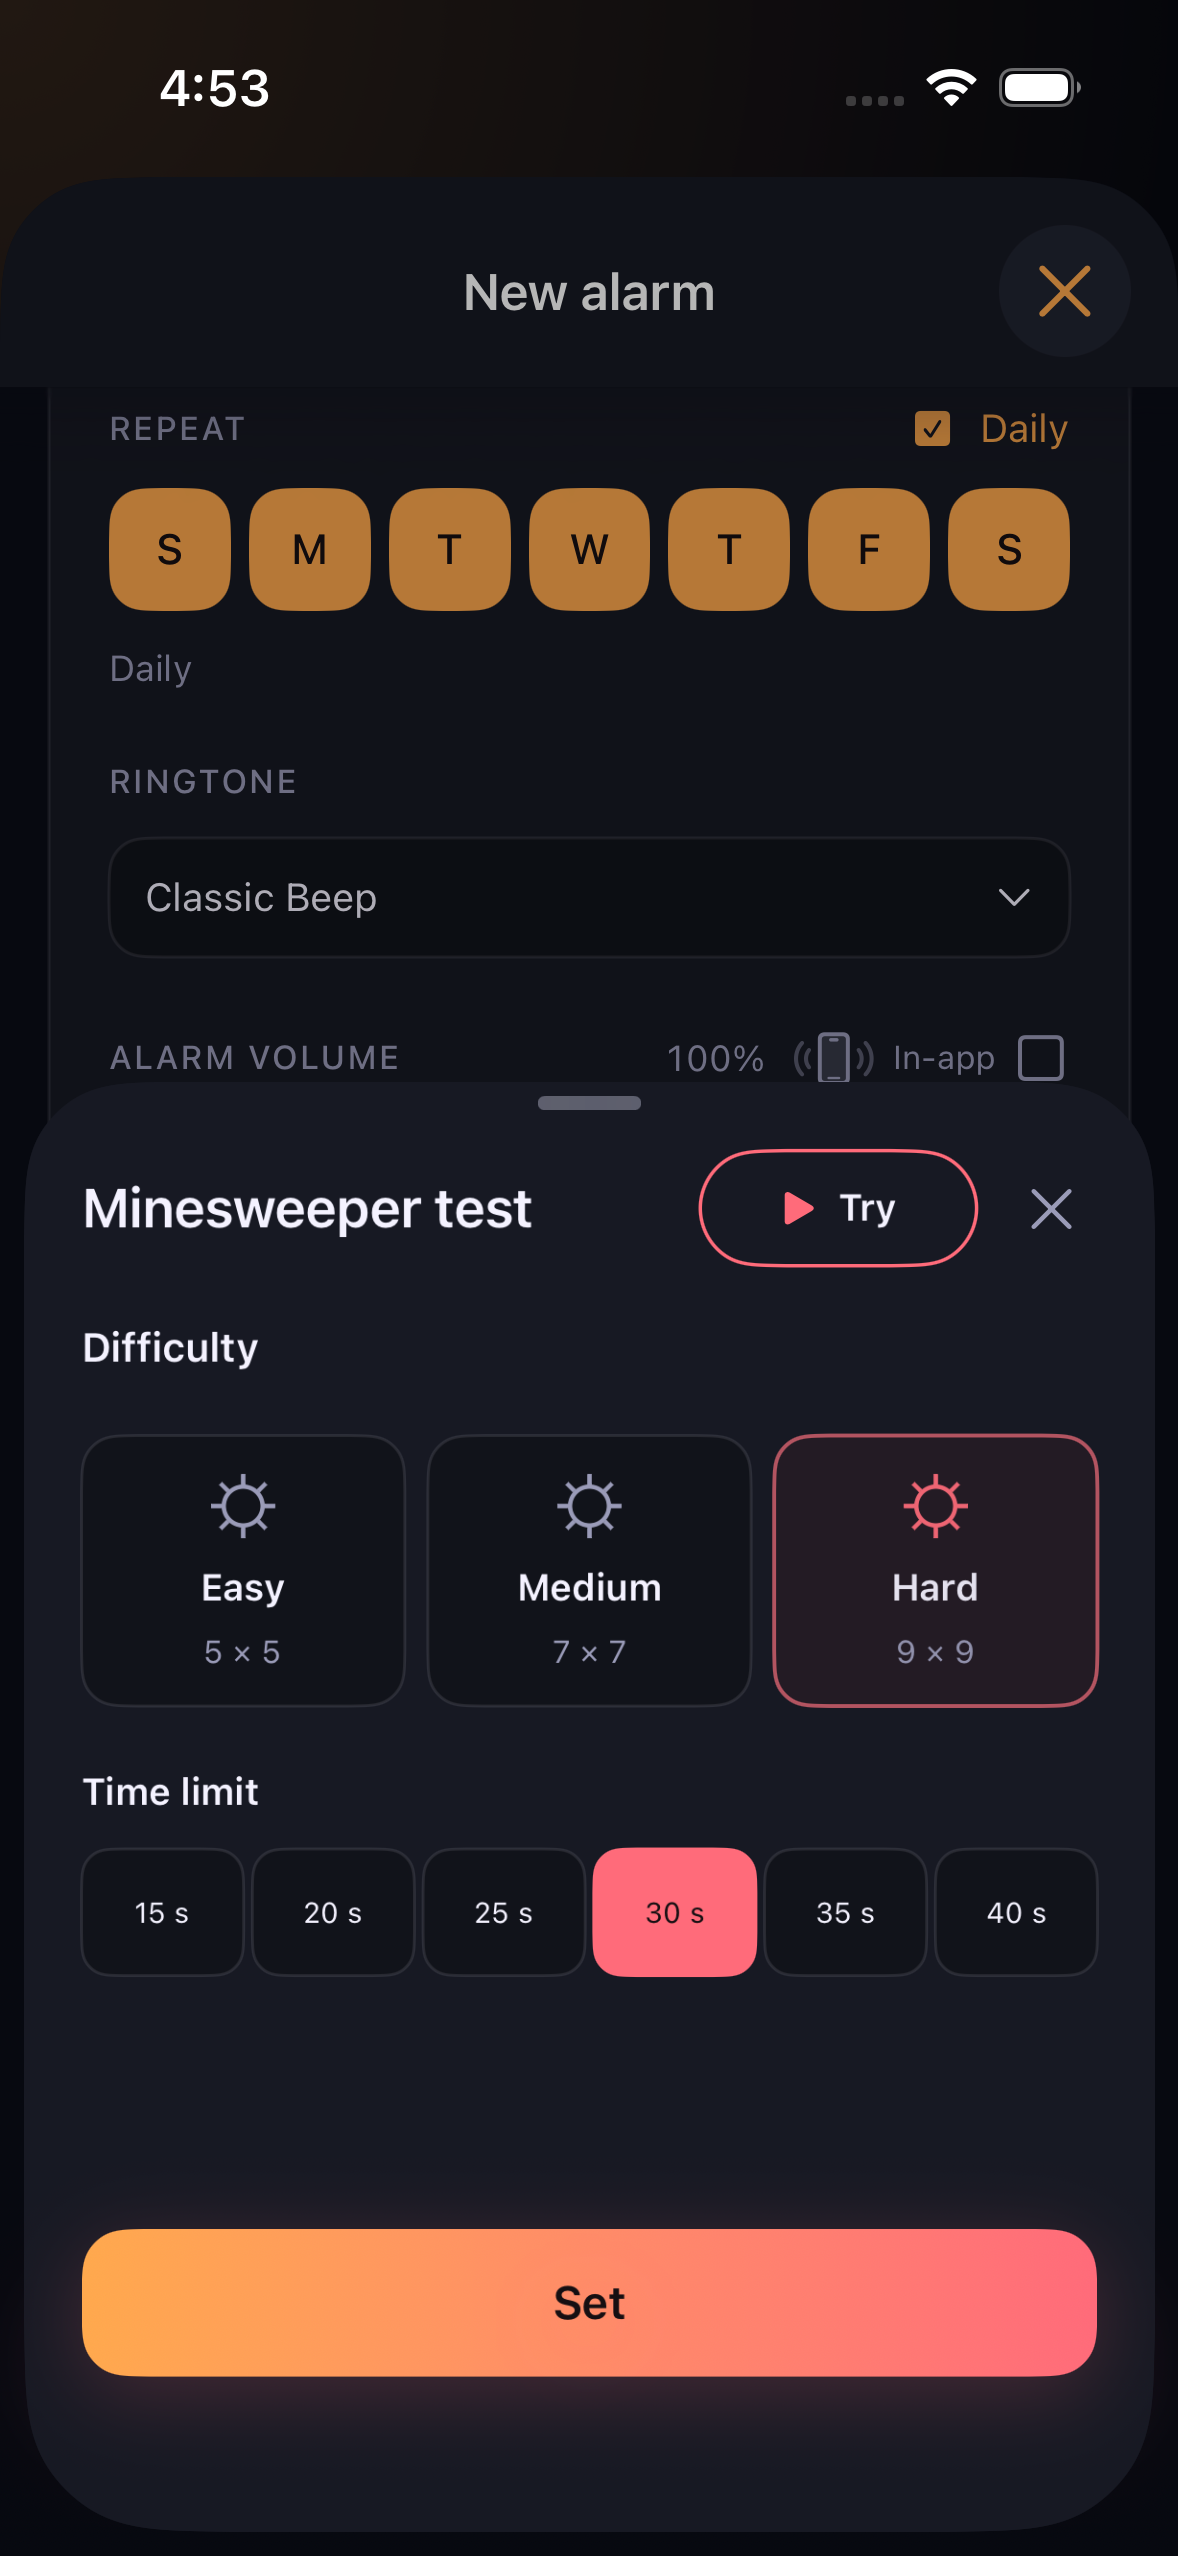 4:53
New alarm
REPEAT
Daily
S M T W T F S
Daily
RINGTONE
Classic Beep
ALARM VOLUME 100% In-app
Minesweeper test
Try
Difficulty
Easy Medium Hard
5 × 5 7 × 7 9 × 9
Time limit
15 s 20 s 25 s 30 s 35 s 40 s
Set